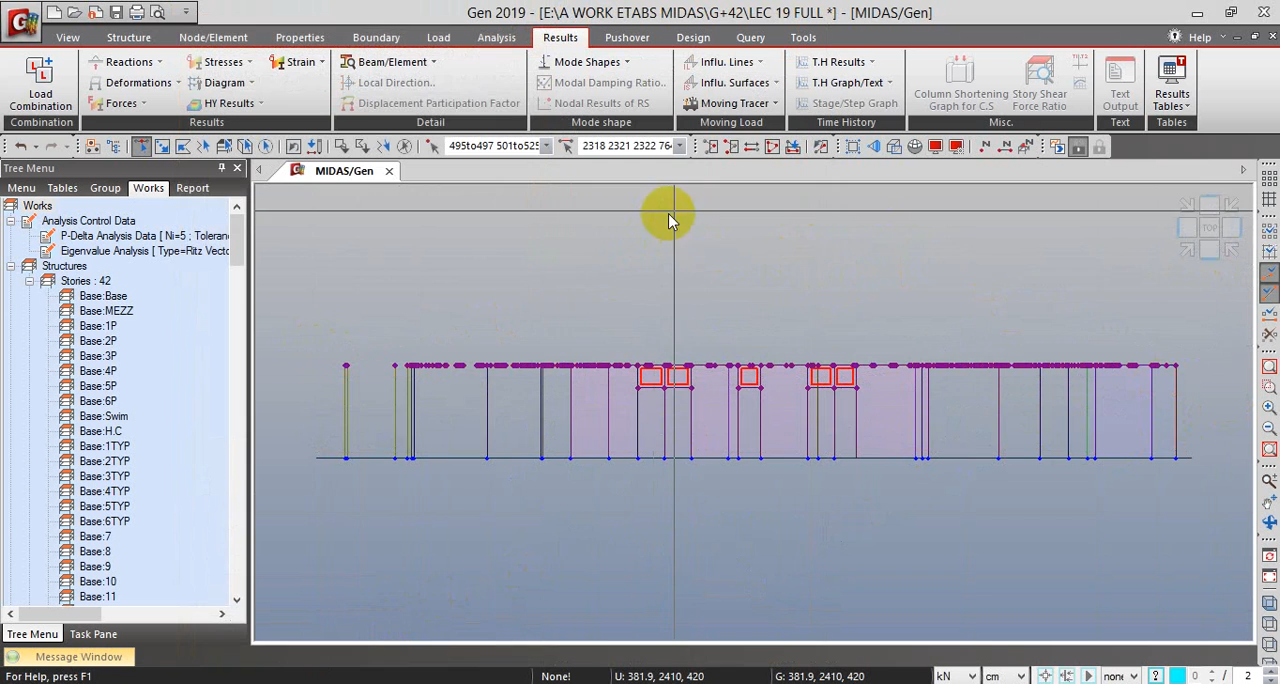 Gen 2019 - [E:\A WORK ETABS MIDAS\G+42\LEC 19 FULL *] - [MIDAS/Gen]
View Structure Node/Element Properties Boundary Load Analysis Results Pushover Design Query Tools Help
Load Combination
Combination
Reactions Stresses Strain
Deformations Diagram
Forces HY Results
Results
Buckling/Element
Local Direction..
Displacement Participation Factor
Detail
Mode Shapes
Modal Damping Ratio..
Nodal Results of RS
Mode shape
Influ. Lines
Influ. Surfaces
Moving Tracer
Moving Load
T.H Results
T.H Graph/Text
Stage/Step Graph
Time History
Column Shortening Graph for C.S
Story Shear Force Ratio
Misc.
Text Output
Text
Results Tables
Tables
495to497 501to525 2318 2321 2322 764
Tree Menu
MIDAS/Gen
Menu Tables Group Works Report
Works
Analysis Control Data
P-Delta Analysis Data [ Ni=5 ; Toleran
Eigenvalue Analysis [ Type=Ritz Vecto
Structures
Stories : 42
Base:Base
Base:MEZZ
Base:1P
Base:2P
Base:3P
Base:4P
Base:5P
Base:6P
Base:Swim
Base:H.C
Base:1TYP
Base:2TYP
Base:3TYP
Base:4TYP
Base:5TYP
Base:6TYP
Base:7
Base:8
Base:9
Base:10
Base:11
TOP
Tree Menu Task Pane
Message Window
For Help, press F1 None! U: 381.9, 2410, 420 G: 381.9, 2410, 420 kN cm none ? 0 / 2